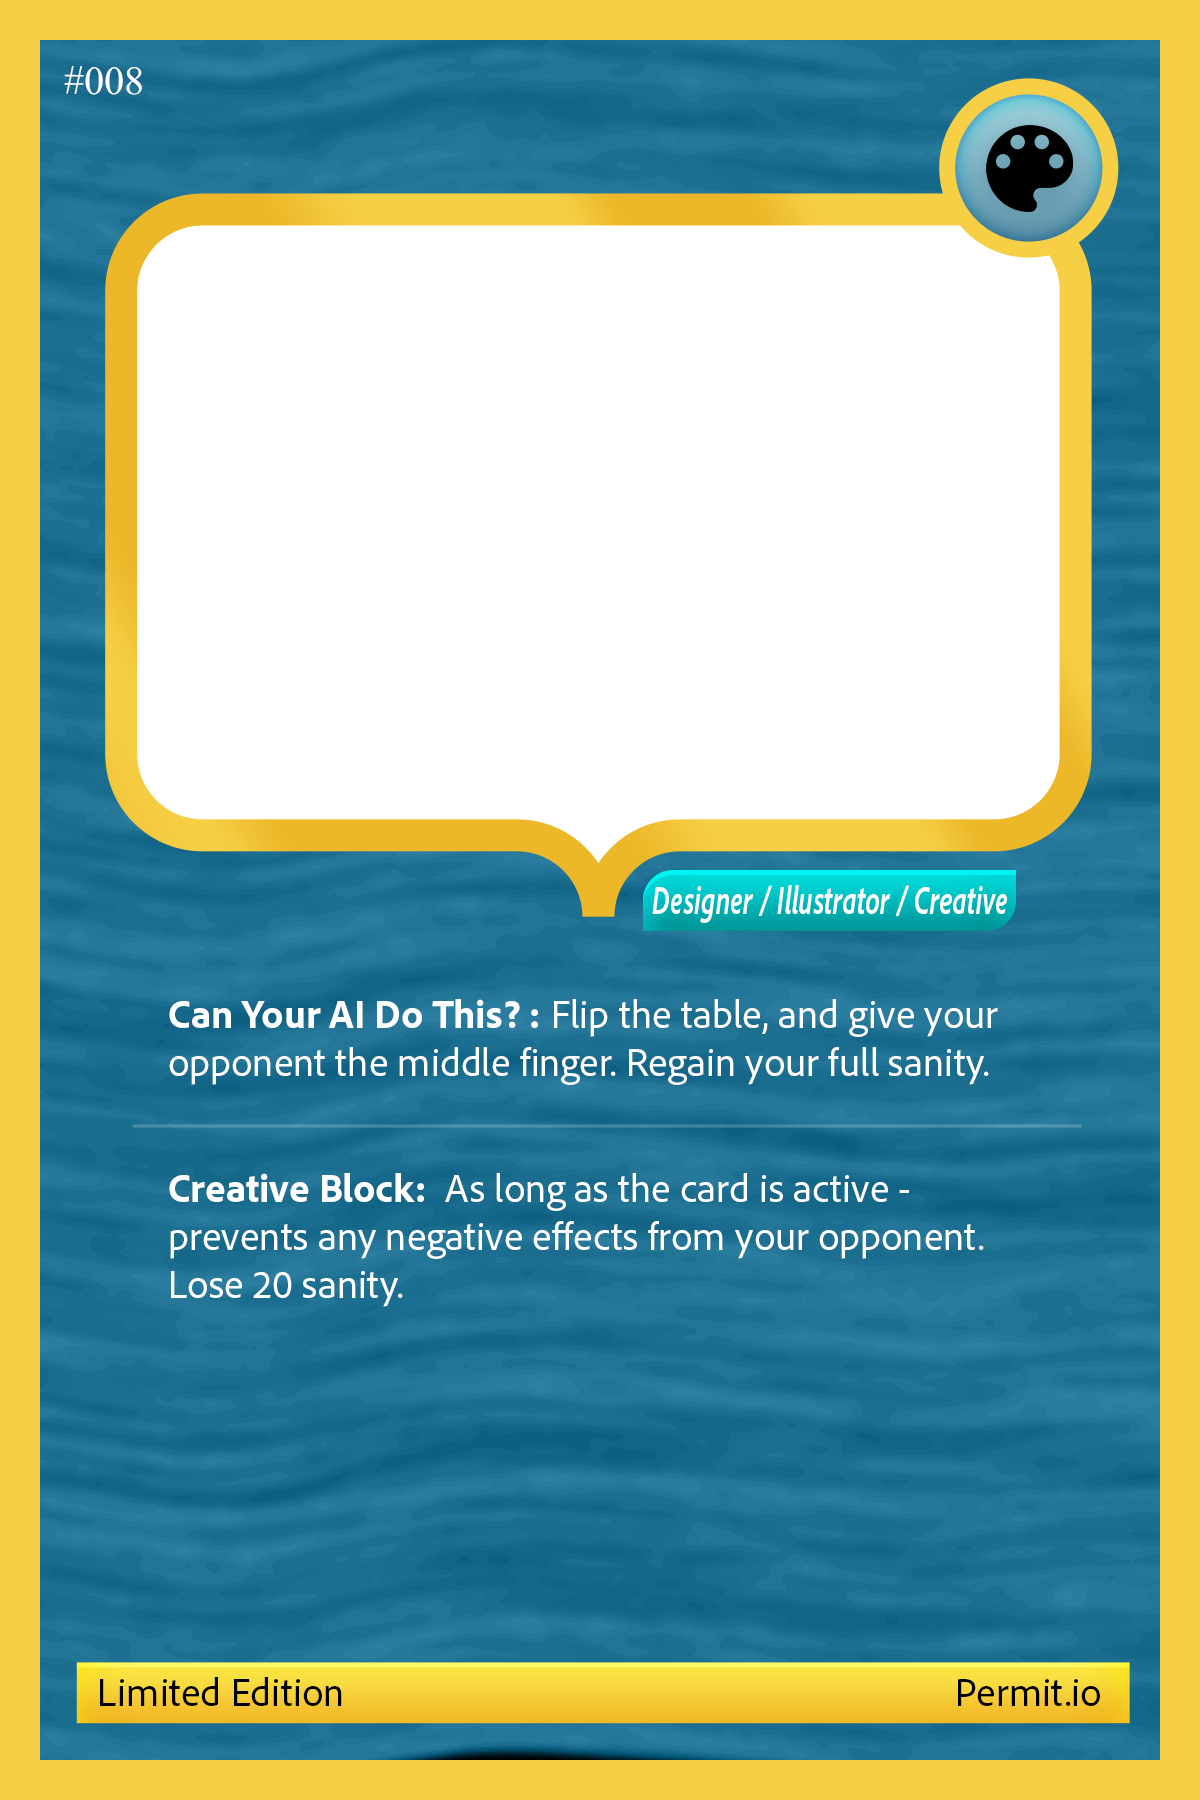 #008
Designer / Illustrator / Creative
Can Your AI Do This? : Flip the table, and give your
opponent the middle finger. Regain your full sanity.
Creative Block: As long as the card is active -
prevents any negative effects from your opponent.
Lose 20 sanity.
Limited Edition
Permit.io